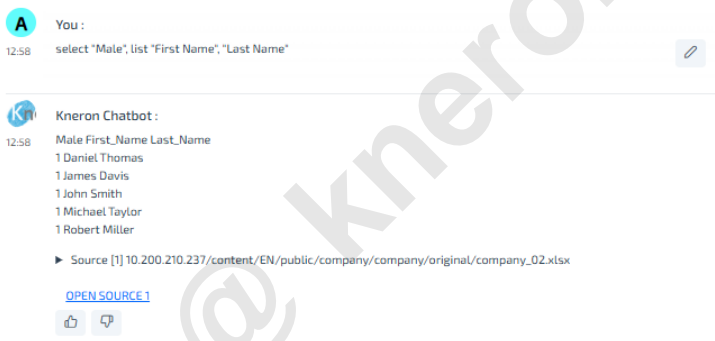 A
You :
12:58
select "Male", list "First Name", "Last Name"
Kn
Kneron Chatbot :
12:58
Male First_Name Last_Name
1 Daniel Thomas
1 James Davis
1 John Smith
1 Michael Taylor
1 Robert Miller
▶ Source [1] 10.200.210.237/content/EN/public/company/company/original/company_02.xlsx
OPEN SOURCE 1
@ knero